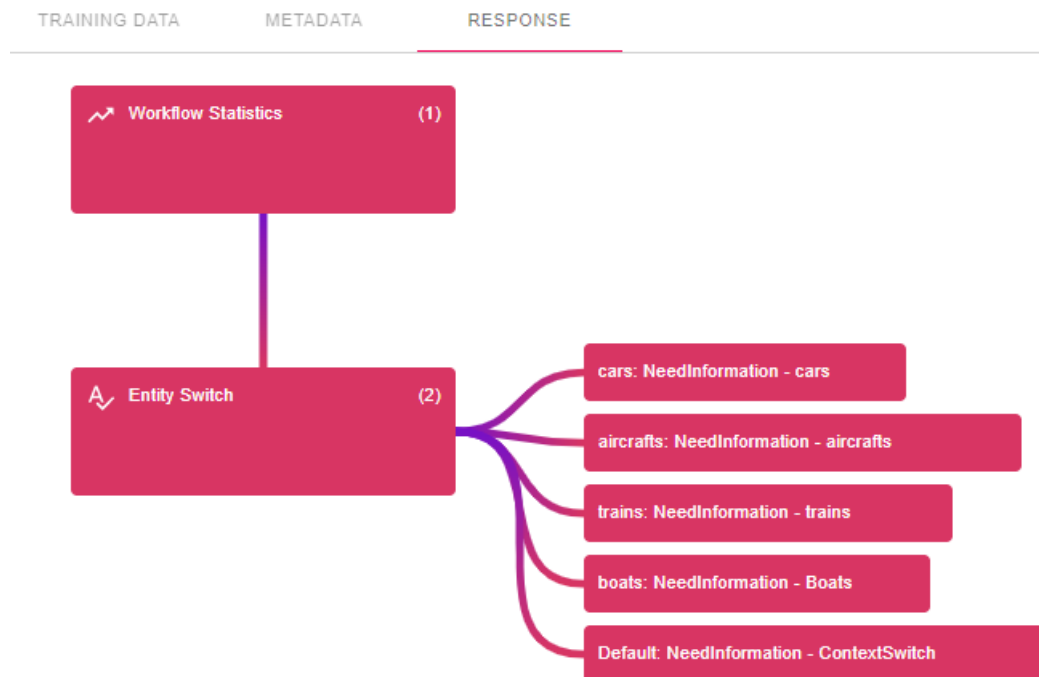 TRAINING DATA METADATA RESPONSE
Workflow Statistics (1)
Entity Switch (2)
cars: NeedInformation - cars
aircrafts: NeedInformation - aircrafts
trains: NeedInformation - trains
boats: NeedInformation - Boats
Default: NeedInformation - ContextSwitch